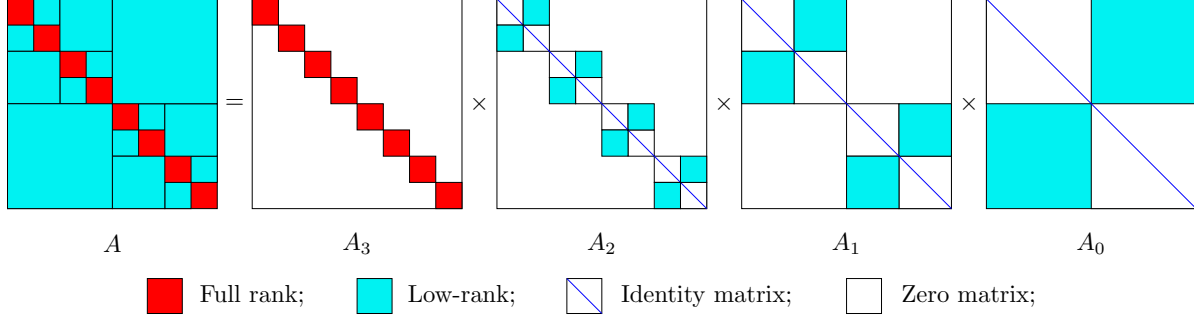 = × × ×
A A₃ A₂ A₁ A₀
Full rank; Low-rank; Identity matrix; Zero matrix;